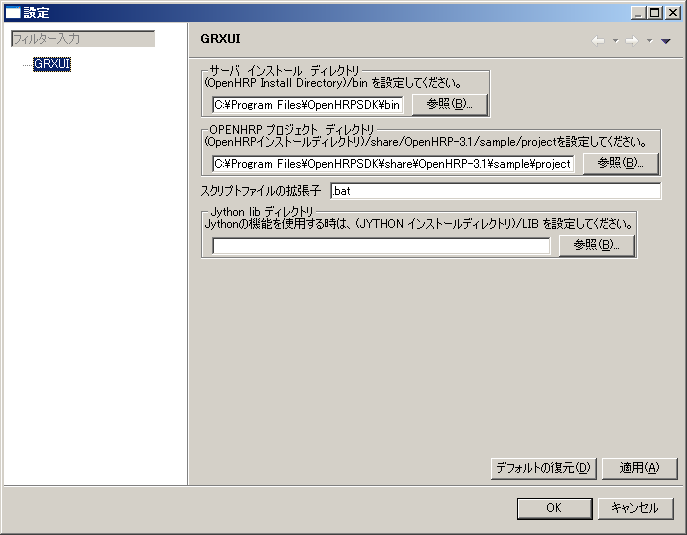 設定
フィルター入力
GRXUI
GRXUI
サーバ インストール ディレクトリ
(OpenHRP Install Directory)/bin を設定してください。
C:¥Program Files¥OpenHRPSDK¥bin
参照(B)...
OPENHRP プロジェクト ディレクトリ
(OpenHRPインストールディレクトリ)/share/OpenHRP-3.1/sample/projectを設定してください。
C:¥Program Files¥OpenHRPSDK¥share¥OpenHRP-3.1¥sample¥project
参照(B)...
スクリプトファイルの拡張子
.bat
Jython lib ディレクトリ
Jythonの機能を使用する時は、(JYTHON インストールディレクトリ)/LIB を設定してください。
参照(B)...
デフォルトの復元(D)
適用(A)
OK
キャンセル